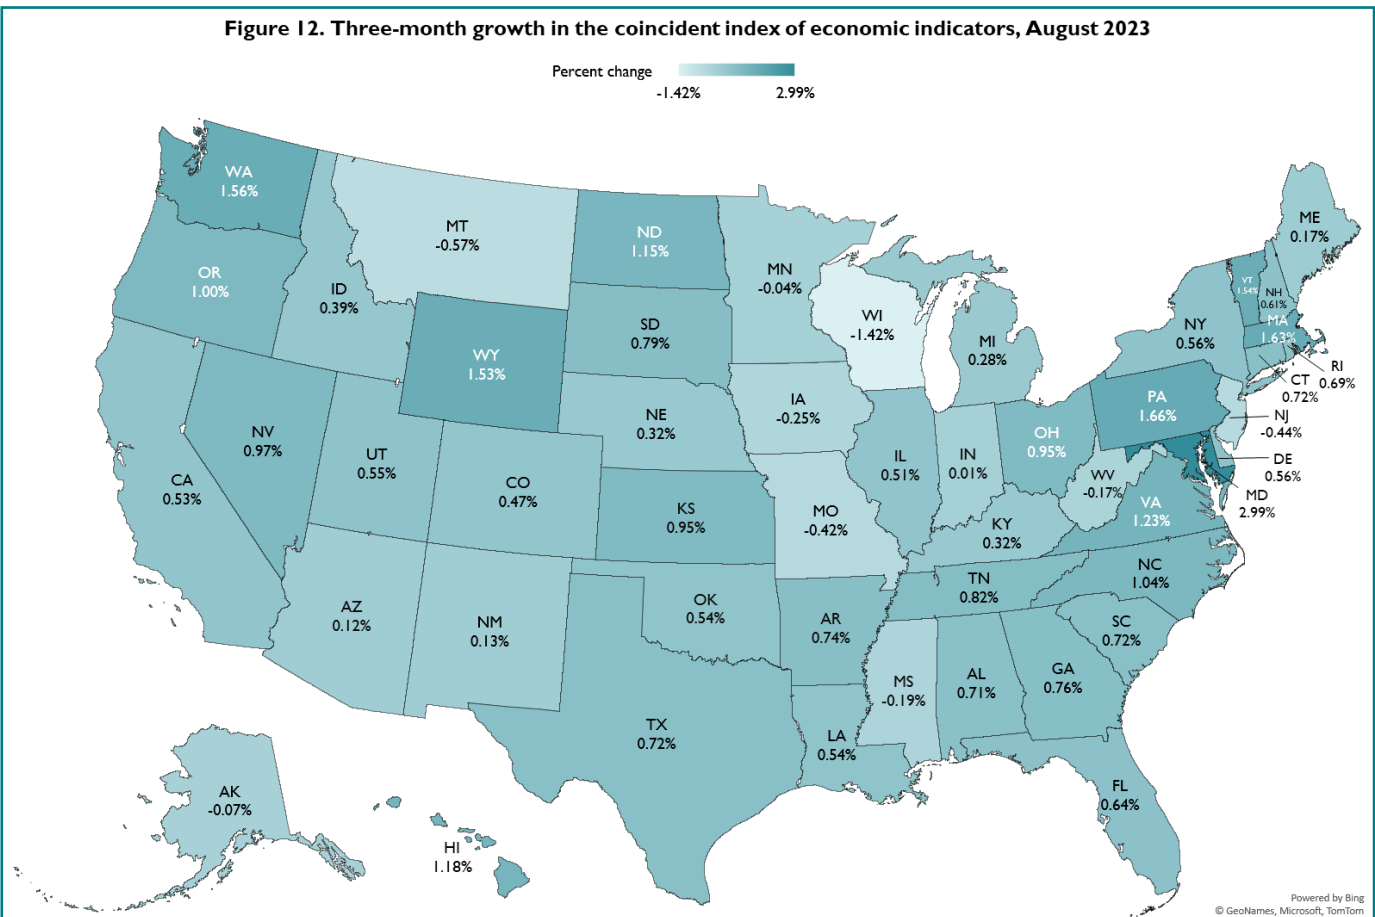 Figure 12. Three-month growth in the coincident index of economic indicators, August 2023
Percent change
-1.42%
2.99%
WA
1.56%
MT
-0.57%
ND
1.15%
MN
-0.04%
ME
0.17%
OR
1.00%
ID
0.39%
VT
1.54%
NH
0.61%
WI
-1.42%
SD
0.79%
NY
0.56%
MA
1.63%
MI
0.28%
WY
1.53%
RI
0.69%
CT
0.72%
IA
-0.25%
PA
1.66%
NE
0.32%
NJ
-0.44%
NV
0.97%
OH
0.95%
UT
0.55%
IL
0.51%
IN
0.01%
DE
0.56%
CA
0.53%
CO
0.47%
WV
-0.17%
MD
2.99%
KS
0.95%
MO
-0.42%
VA
1.23%
KY
0.32%
NC
1.04%
TN
0.82%
AZ
0.12%
NM
0.13%
OK
0.54%
AR
0.74%
SC
0.72%
MS
-0.19%
AL
0.71%
GA
0.76%
TX
0.72%
LA
0.54%
AK
-0.07%
FL
0.64%
HI
1.18%
Powered by Bing
© GeoNames, Microsoft, TomTom